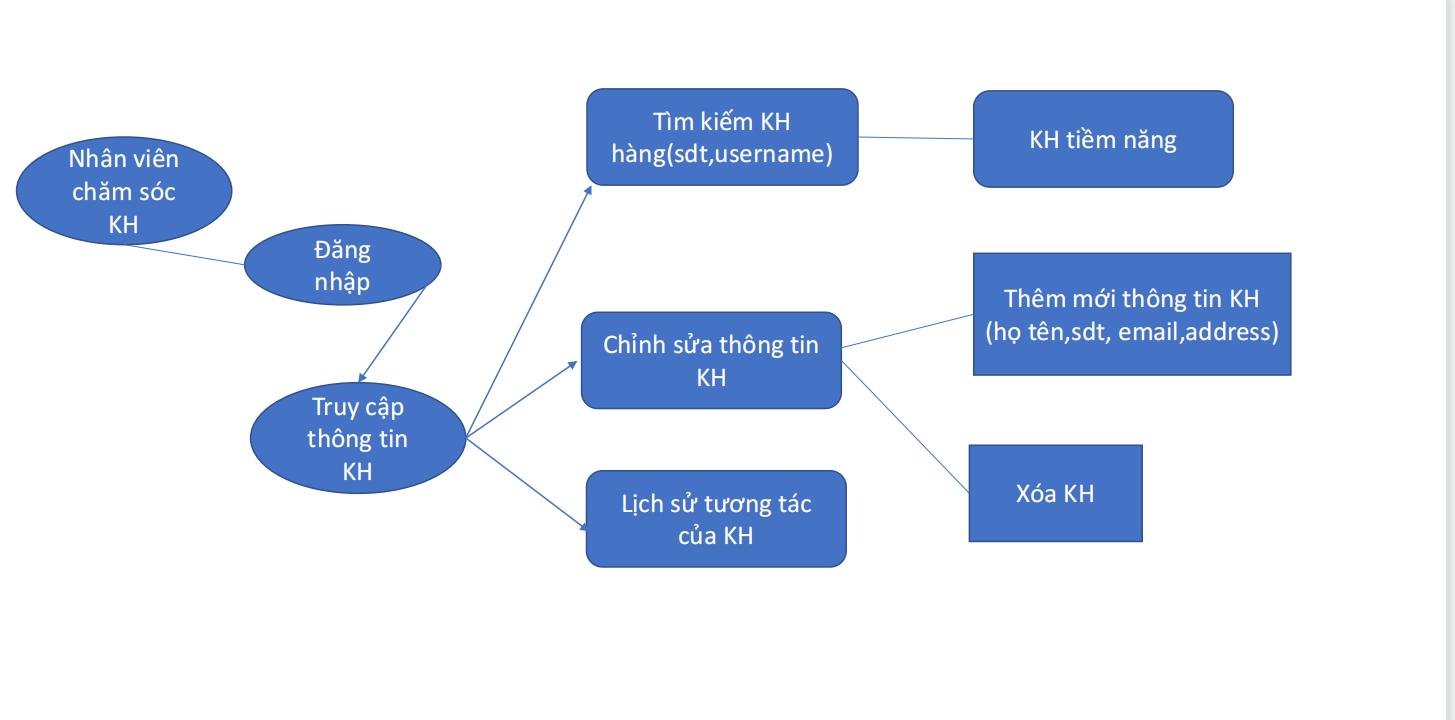 Nhân viên
chăm sóc
KH
Đăng
nhập
Truy cập
thông tin
KH
Tìm kiếm KH
hàng(sdt,username)
KH tiềm năng
Chỉnh sửa thông tin
KH
Thêm mới thông tin KH
(họ tên,sdt, email,address)
Xóa KH
Lịch sử tương tác
của KH